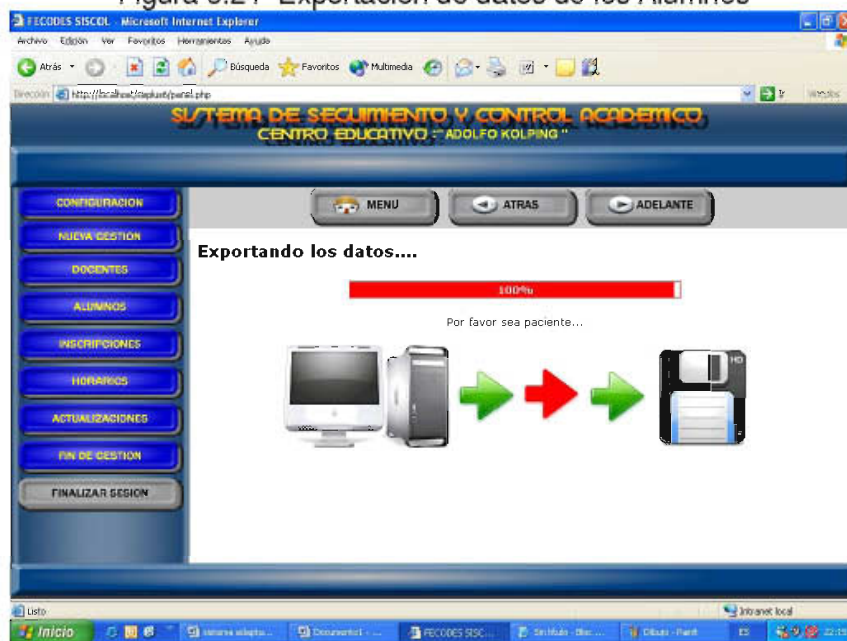 Figura 5.21 Exportación de datos de los Alumnos
FECODES SISCOL - Microsoft Internet Explorer
Archivo Edición Ver Favoritos Herramientas Ayuda
Atrás Búsqueda Favoritos Multimedia
Dirección Ir
SISTEMA DE SEGUIMIENTO Y CONTROL ACADEMICO
CENTRO EDUCATIVO :" ADOLFO KOLPING "
MENU ATRAS ADELANTE
CONFIGURACION
NUEVA GESTION
DOCENTES
ALUMNOS
INSCRIPCIONES
HORARIOS
ACTUALIZACIONES
FIN DE GESTION
FINALIZAR SESION
Exportando los datos....
100%
Por favor sea paciente...
HD
Listo Intranet local
Inicio FECODES SISC... Dibujo - Paint ES 22:15